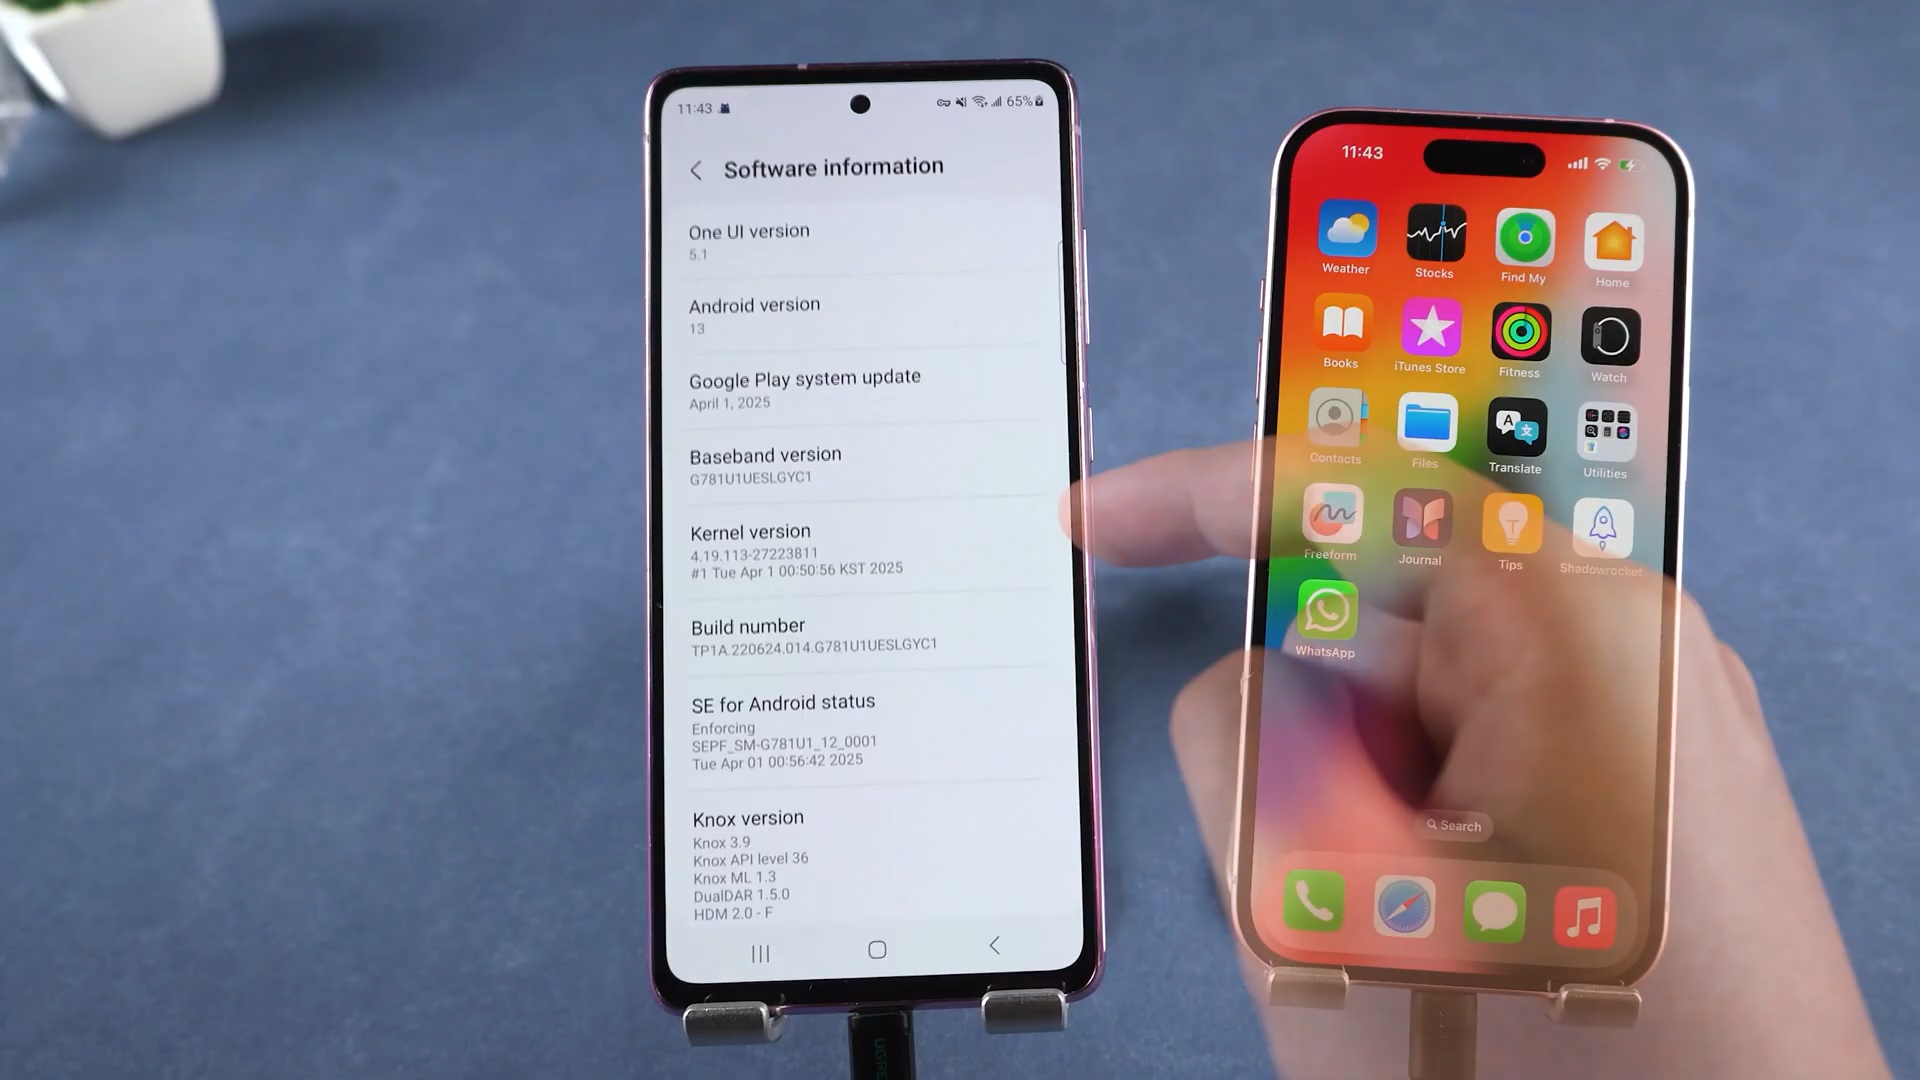 11:43
65%
Software information
One UI version
5.1
Android version
13
Google Play system update
April 1, 2025
Baseband version
G781U1UESLGYC1
Kernel version
4.19.113-27223811
#1 Tue Apr 1 00:50:56 KST 2025
Build number
TP1A.220624.014.G781U1UESLGYC1
SE for Android status
Enforcing
SEPF_SM-G781U1_12_0001
Tue Apr 01 00:56:42 2025
Knox version
Knox 3.9
Knox API level 36
Knox ML 1.3
DualDAR 1.5.0
HDM 2.0 - F
UGRE
11:43
Weather Stocks Find My Home
Books iTunes Store Fitness Watch
A 文
Contacts Files Translate Utilities
Freeform Journal Tips Shadowrocket
WhatsApp
Search